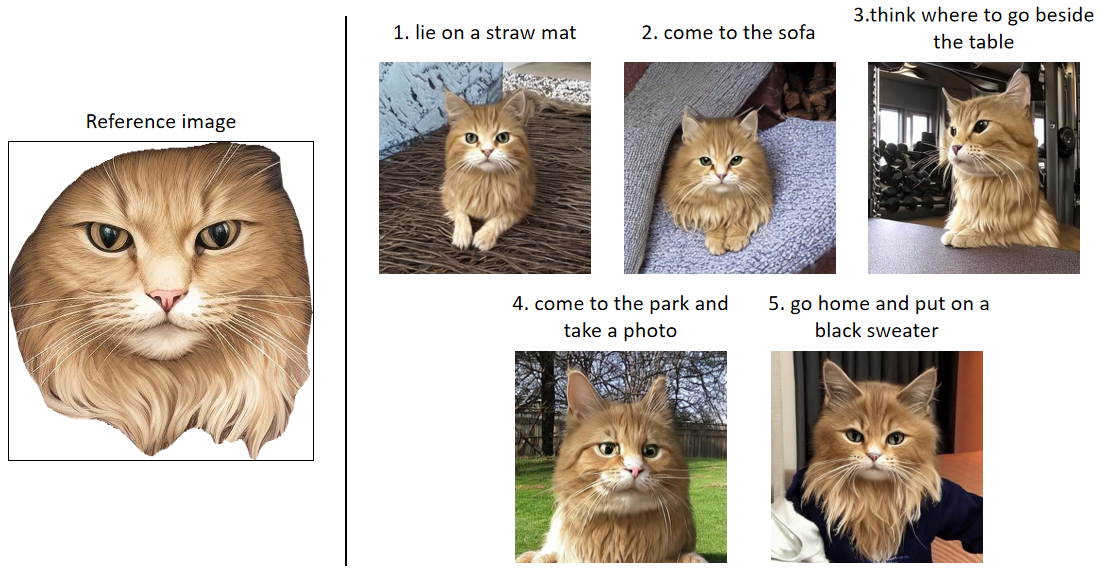 Reference image
1. lie on a straw mat
2. come to the sofa
3.think where to go beside
the table
4. come to the park and
take a photo
5. go home and put on a
black sweater